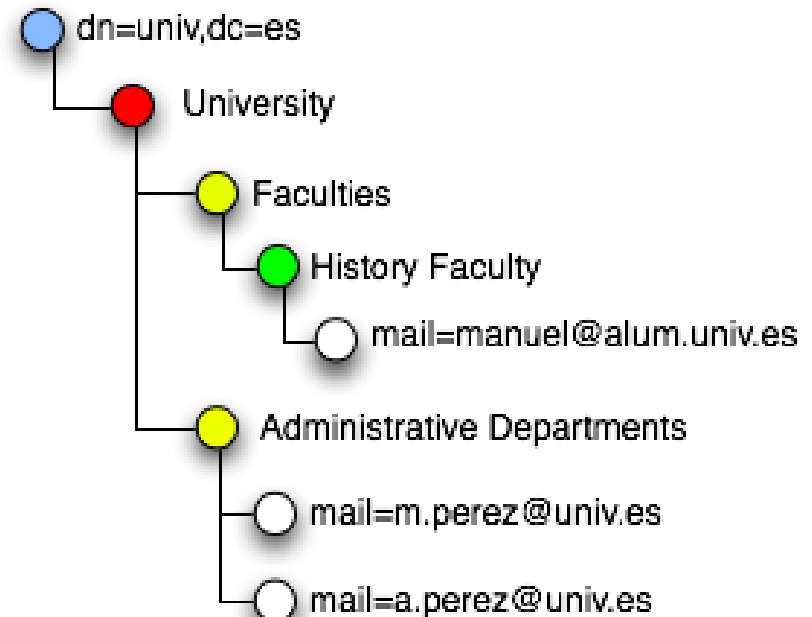 dn=univ,dc=es
University
Faculties
History Faculty
mail=manuel@alum.univ.es
Administrative Departments
mail=m.perez@univ.es
mail=a.perez@univ.es